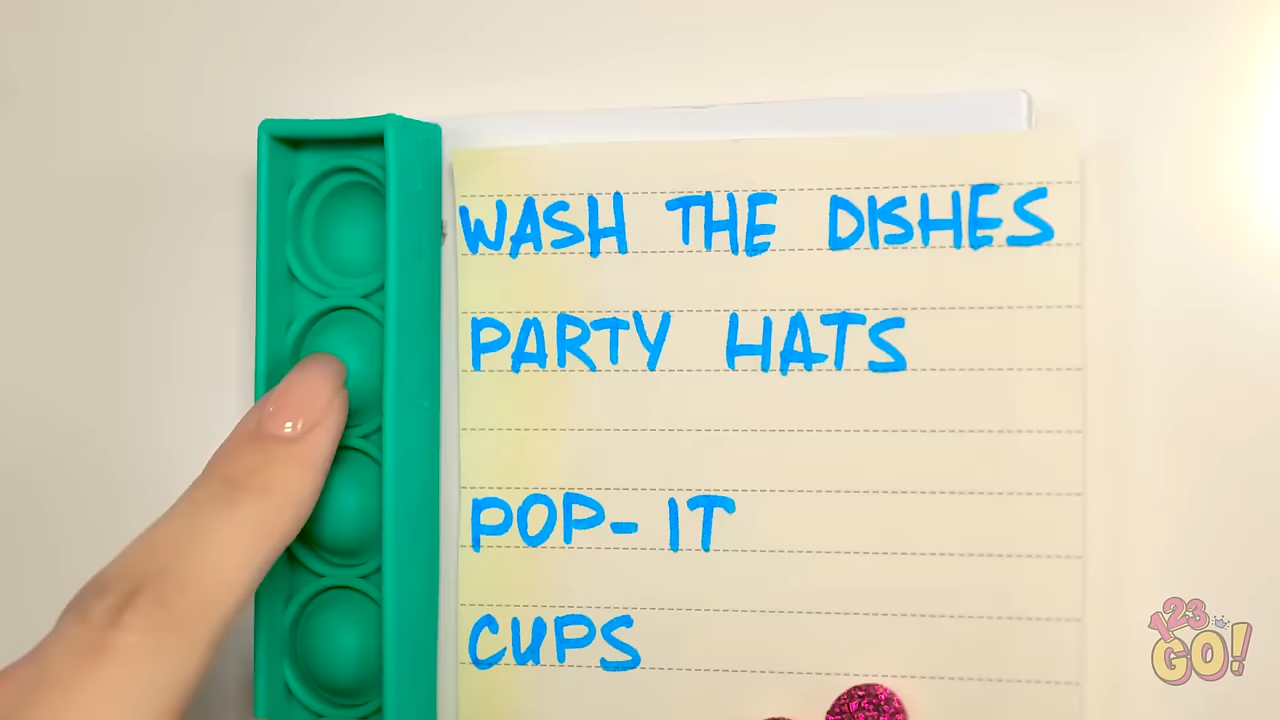 WASH THE DISHES
PARTY HATS
POP-IT
CUPS
123
GO!